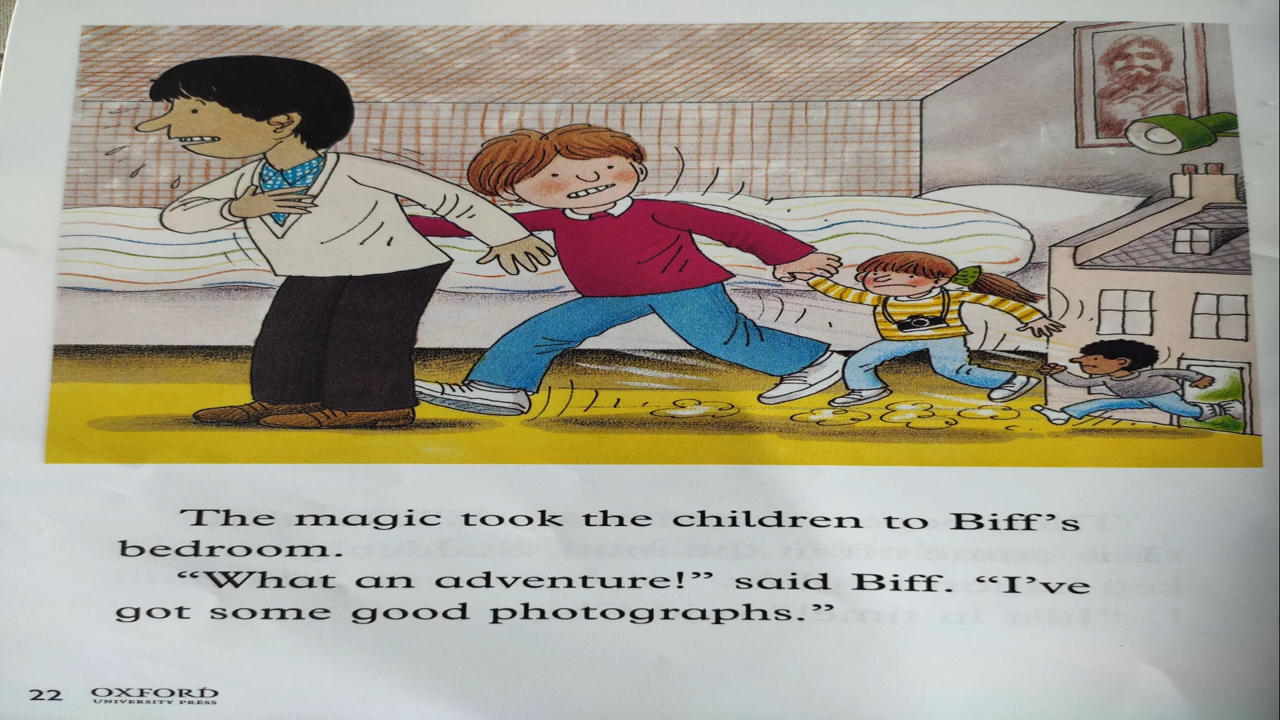 The magic took the children to Biff's
bedroom.
"What an adventure!" said Biff. "I've
got some good photographs."
22 OXFORD
UNIVERSITY PRESS